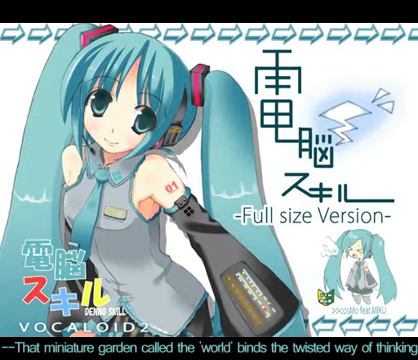 電脳
スキル
-Full size Version-
01
電脳
スキル
DENNO SKILL
VOCALOID2
>>cosMo feat.MIKU
---That miniature garden called the 'world' binds the twisted way of thinking